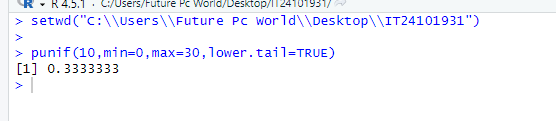 R 4.5.1 · C:/Users/Future Pc World/Desktop/IT24101931/
> setwd("C:\\Users\\Future Pc World\\Desktop\\IT24101931")
>
> punif(10,min=0,max=30,lower.tail=TRUE)
[1] 0.3333333
>